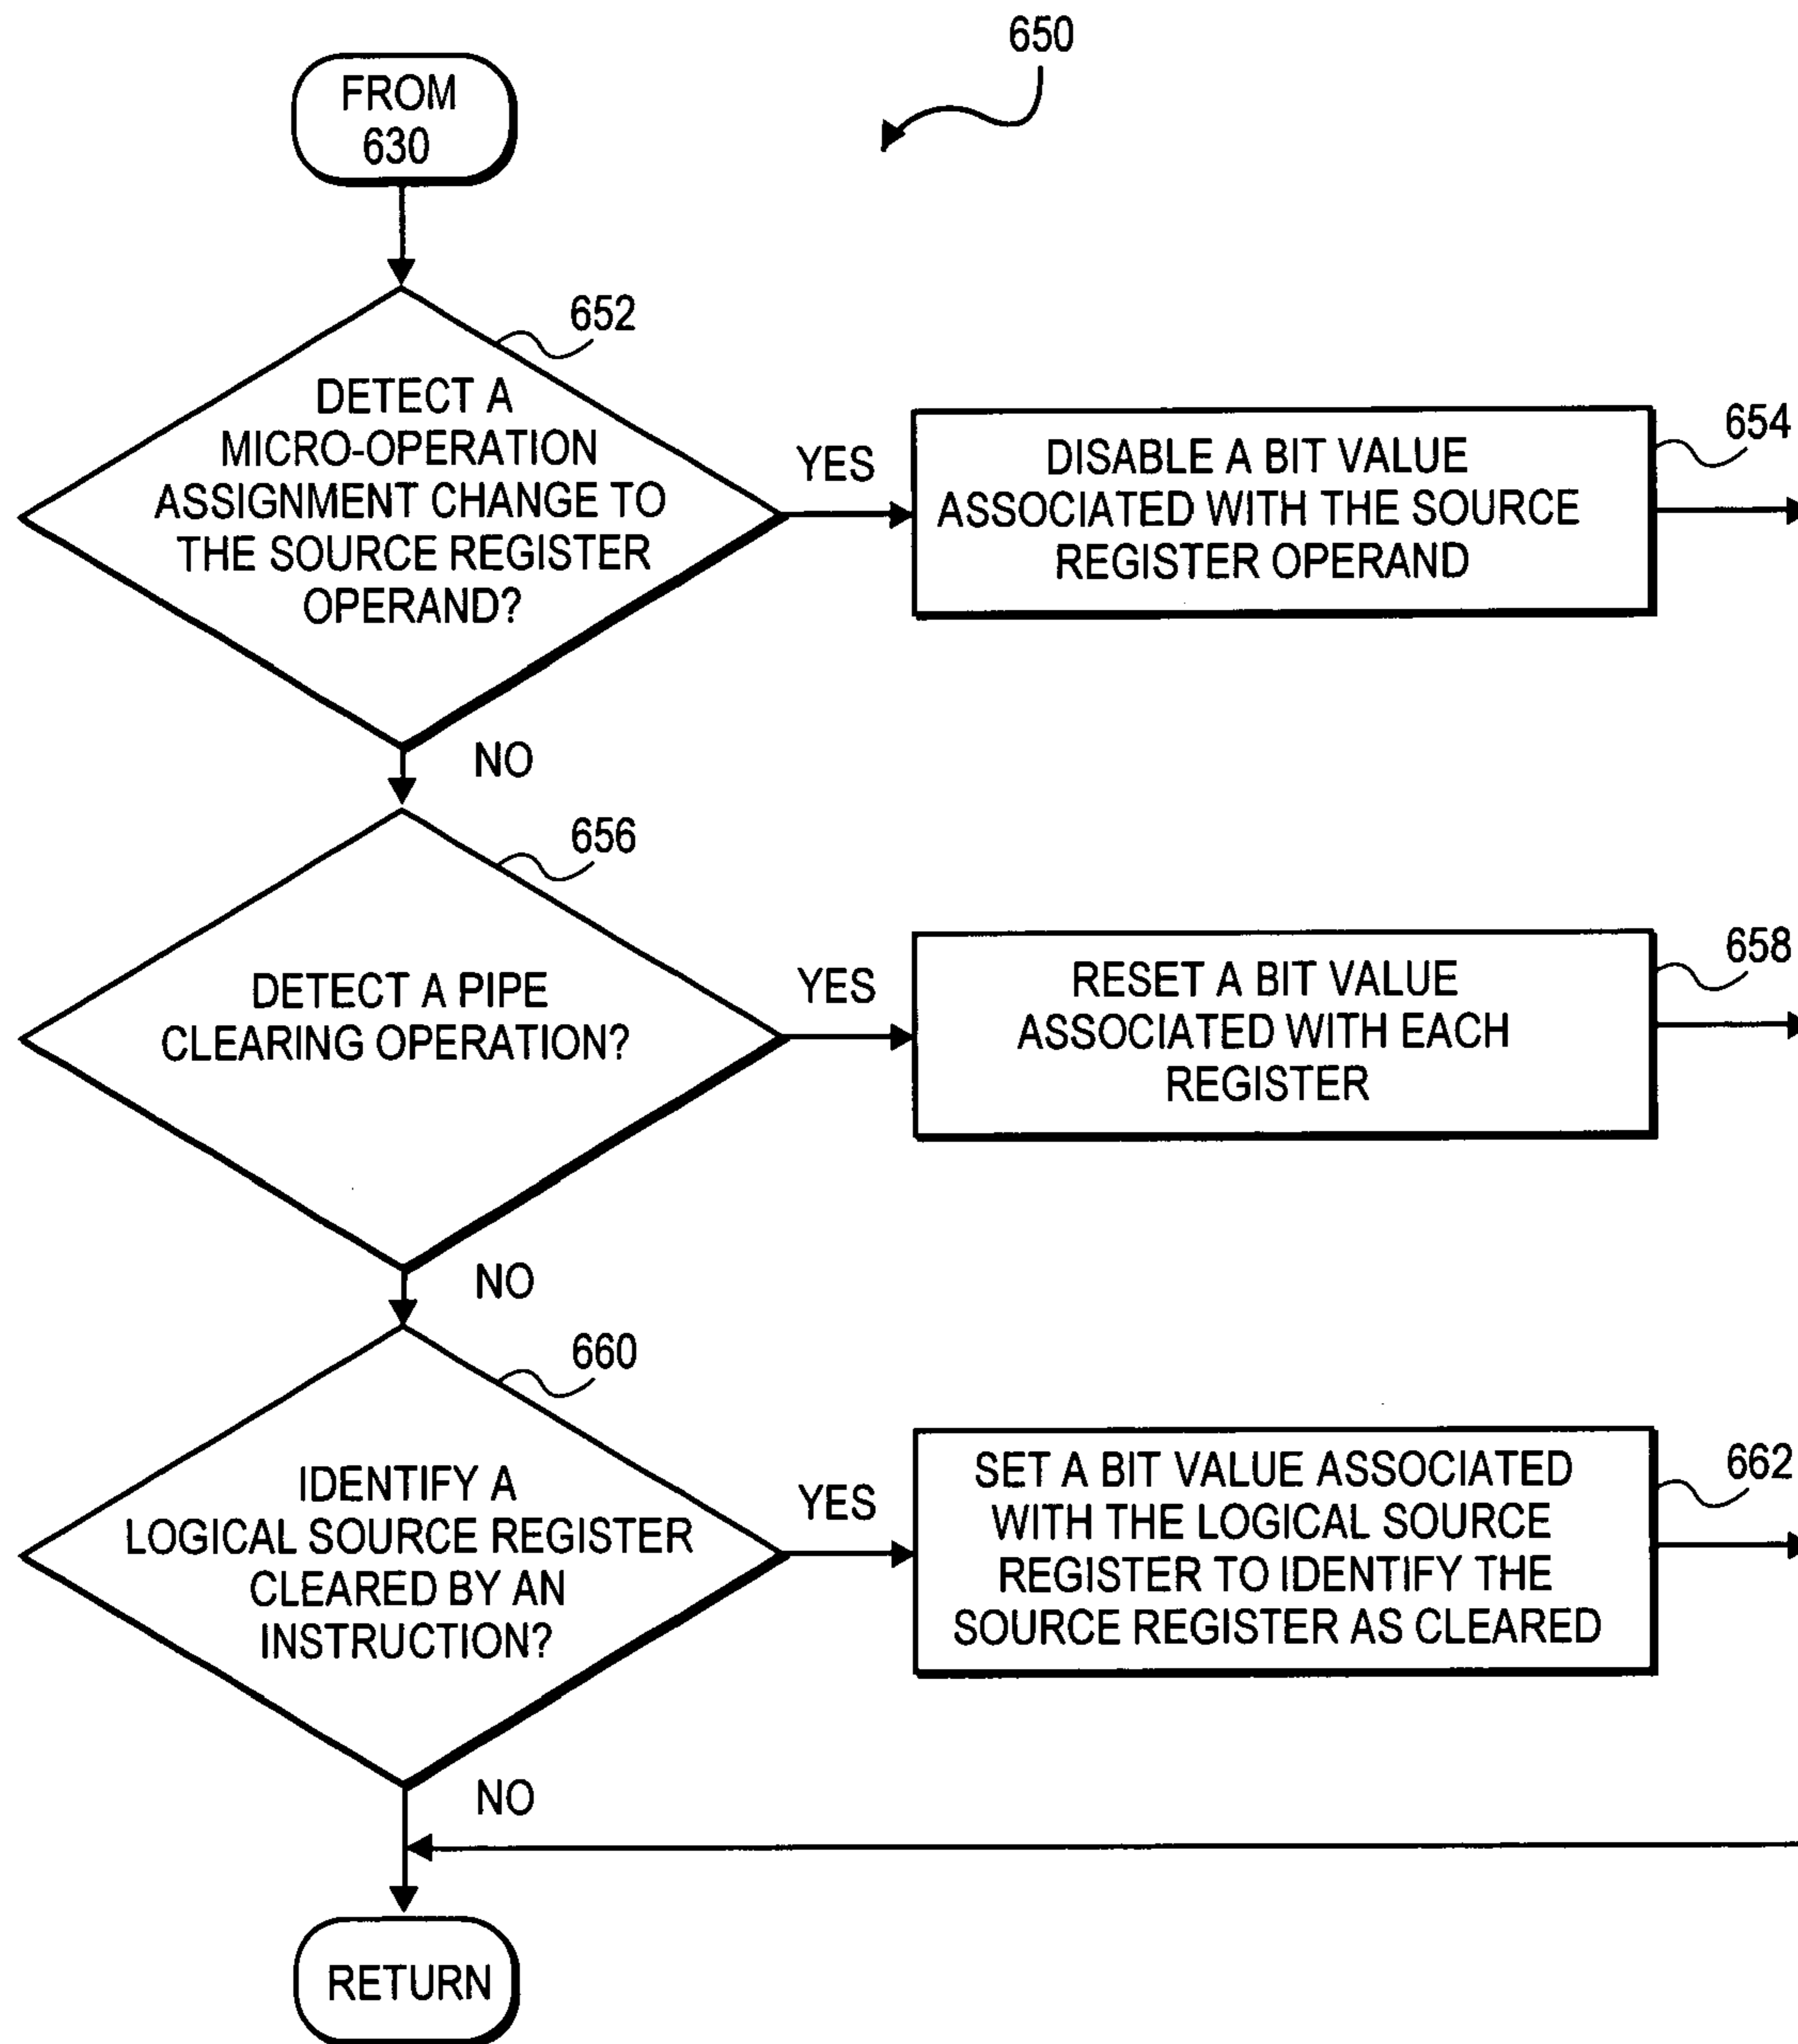 650
FROM
630
652
DETECT A
MICRO-OPERATION
ASSIGNMENT CHANGE TO
THE SOURCE REGISTER
OPERAND?
YES
654
DISABLE A BIT VALUE
ASSOCIATED WITH THE SOURCE
REGISTER OPERAND
NO
656
DETECT A PIPE
CLEARING OPERATION?
YES
658
RESET A BIT VALUE
ASSOCIATED WITH EACH
REGISTER
NO
660
IDENTIFY A
LOGICAL SOURCE REGISTER
CLEARED BY AN
INSTRUCTION?
YES
662
SET A BIT VALUE ASSOCIATED
WITH THE LOGICAL SOURCE
REGISTER TO IDENTIFY THE
SOURCE REGISTER AS CLEARED
NO
RETURN